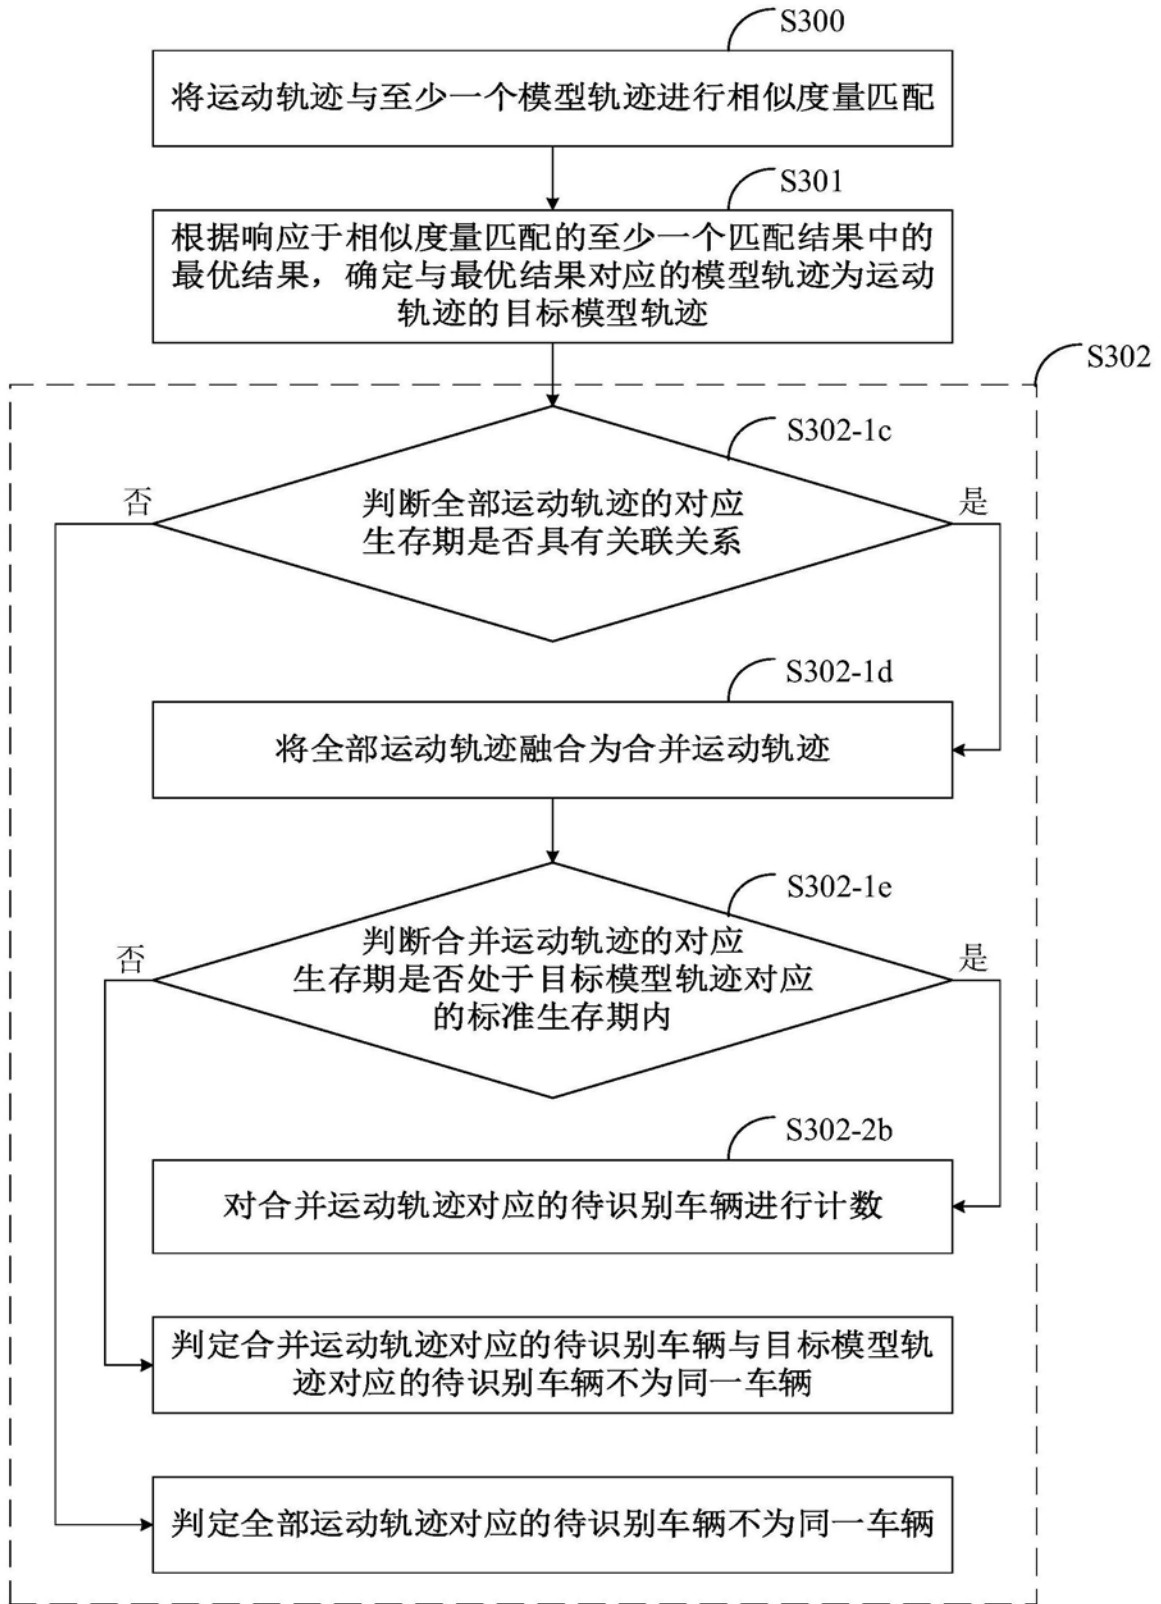 S300
将运动轨迹与至少一个模型轨迹进行相似度量匹配
S301
根据响应于相似度量匹配的至少一个匹配结果中的
最优结果，确定与最优结果对应的模型轨迹为运动
轨迹的目标模型轨迹
S302
S302-1c
否
是
判断全部运动轨迹的对应
生存期是否具有关联关系
S302-1d
将全部运动轨迹融合为合并运动轨迹
S302-1e
否
是
判断合并运动轨迹的对应
生存期是否处于目标模型轨迹对应
的标准生存期内
S302-2b
对合并运动轨迹对应的待识别车辆进行计数
判定合并运动轨迹对应的待识别车辆与目标模型轨
迹对应的待识别车辆不为同一车辆
判定全部运动轨迹对应的待识别车辆不为同一车辆